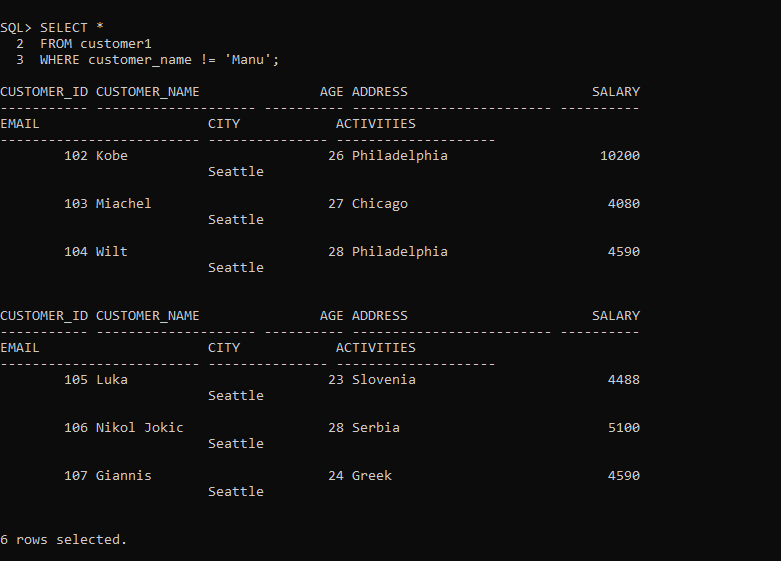 SQL> SELECT *
  2  FROM customer1
  3  WHERE customer_name != 'Manu';
CUSTOMER_ID CUSTOMER_NAME               AGE ADDRESS                       SALARY
----------- -------------------- ---------- ------------------------- ----------
EMAIL                     CITY            ACTIVITIES
------------------------- --------------- --------------------
        102 Kobe                         26 Philadelphia                   10200
                          Seattle
        103 Miachel                      27 Chicago                         4080
                          Seattle
        104 Wilt                         28 Philadelphia                    4590
                          Seattle
CUSTOMER_ID CUSTOMER_NAME               AGE ADDRESS                       SALARY
----------- -------------------- ---------- ------------------------- ----------
EMAIL                     CITY            ACTIVITIES
------------------------- --------------- --------------------
        105 Luka                         23 Slovenia                        4488
                          Seattle
        106 Nikol Jokic                  28 Serbia                          5100
                          Seattle
        107 Giannis                      24 Greek                           4590
                          Seattle
6 rows selected.